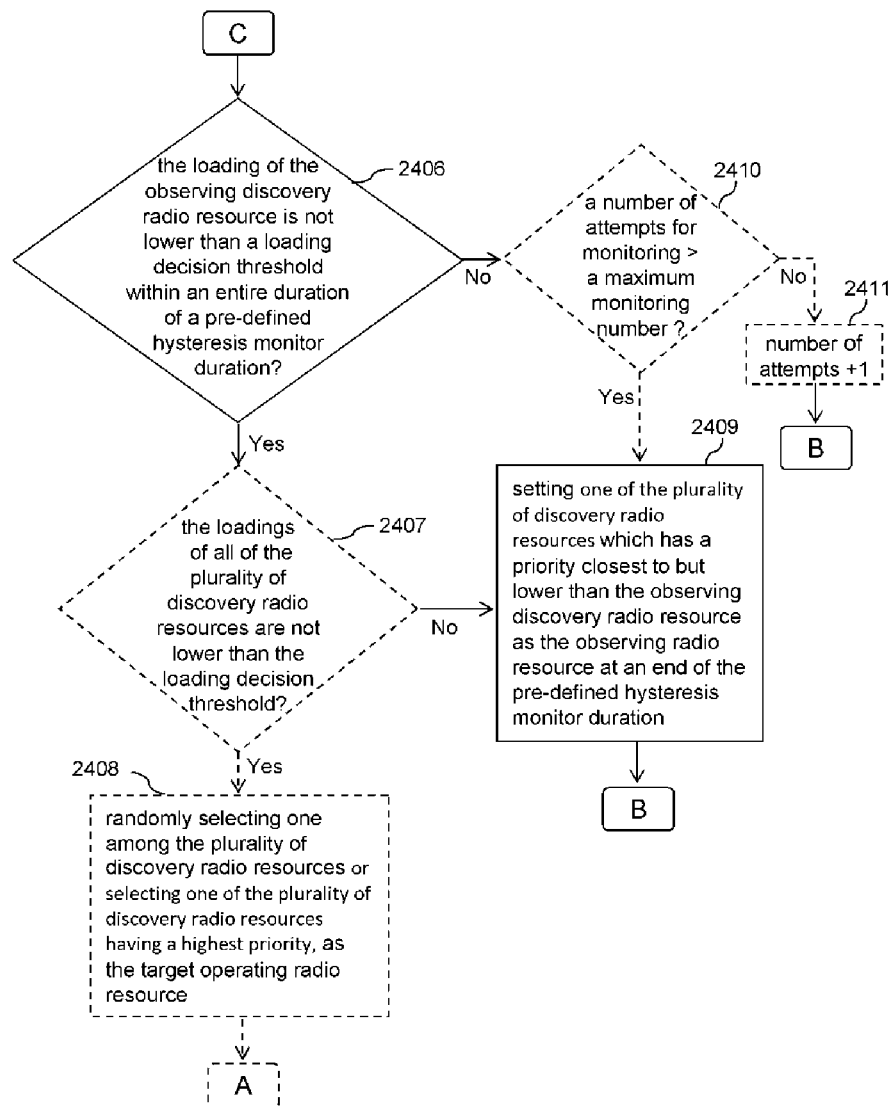 C
2406
the loading of the
observing discovery
radio resource is not
lower than a loading
decision threshold
within an entire duration
of a pre-defined
hysteresis monitor
duration?
No
Yes
2410
a number of
attempts for
monitoring >
a maximum
monitoring
number ?
No
Yes
2411
number of
attempts +1
B
2407
the loadings
of all of the
plurality of
discovery radio
resources are not
lower than the
loading decision
threshold?
No
Yes
2409
setting one of the plurality
of discovery radio
resources which has a
priority closest to but
lower than the observing
discovery radio resource
as the observing radio
resource at an end of the
pre-defined hysteresis
monitor duration
B
2408
randomly selecting one
among the plurality of
discovery radio resources or
selecting one of the plurality of
discovery radio resources
having a highest priority, as
the target operating radio
resource
A